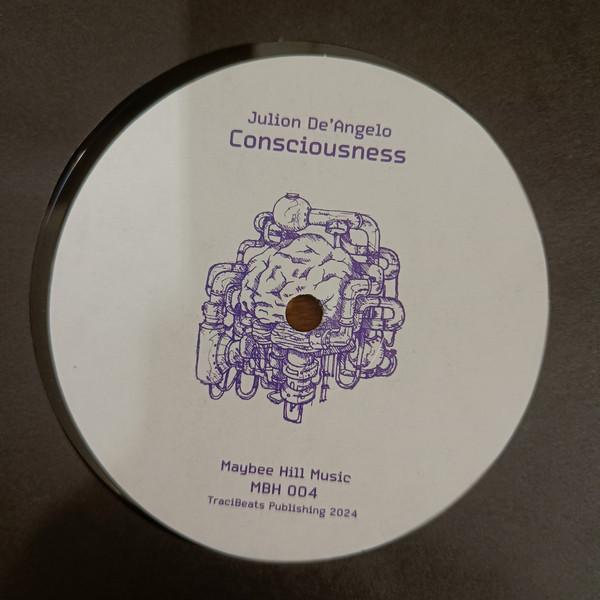 Julion De'Angelo
Consciousness
Maybee Hill Music
MBH 004
TraciBeats Publishing 2024